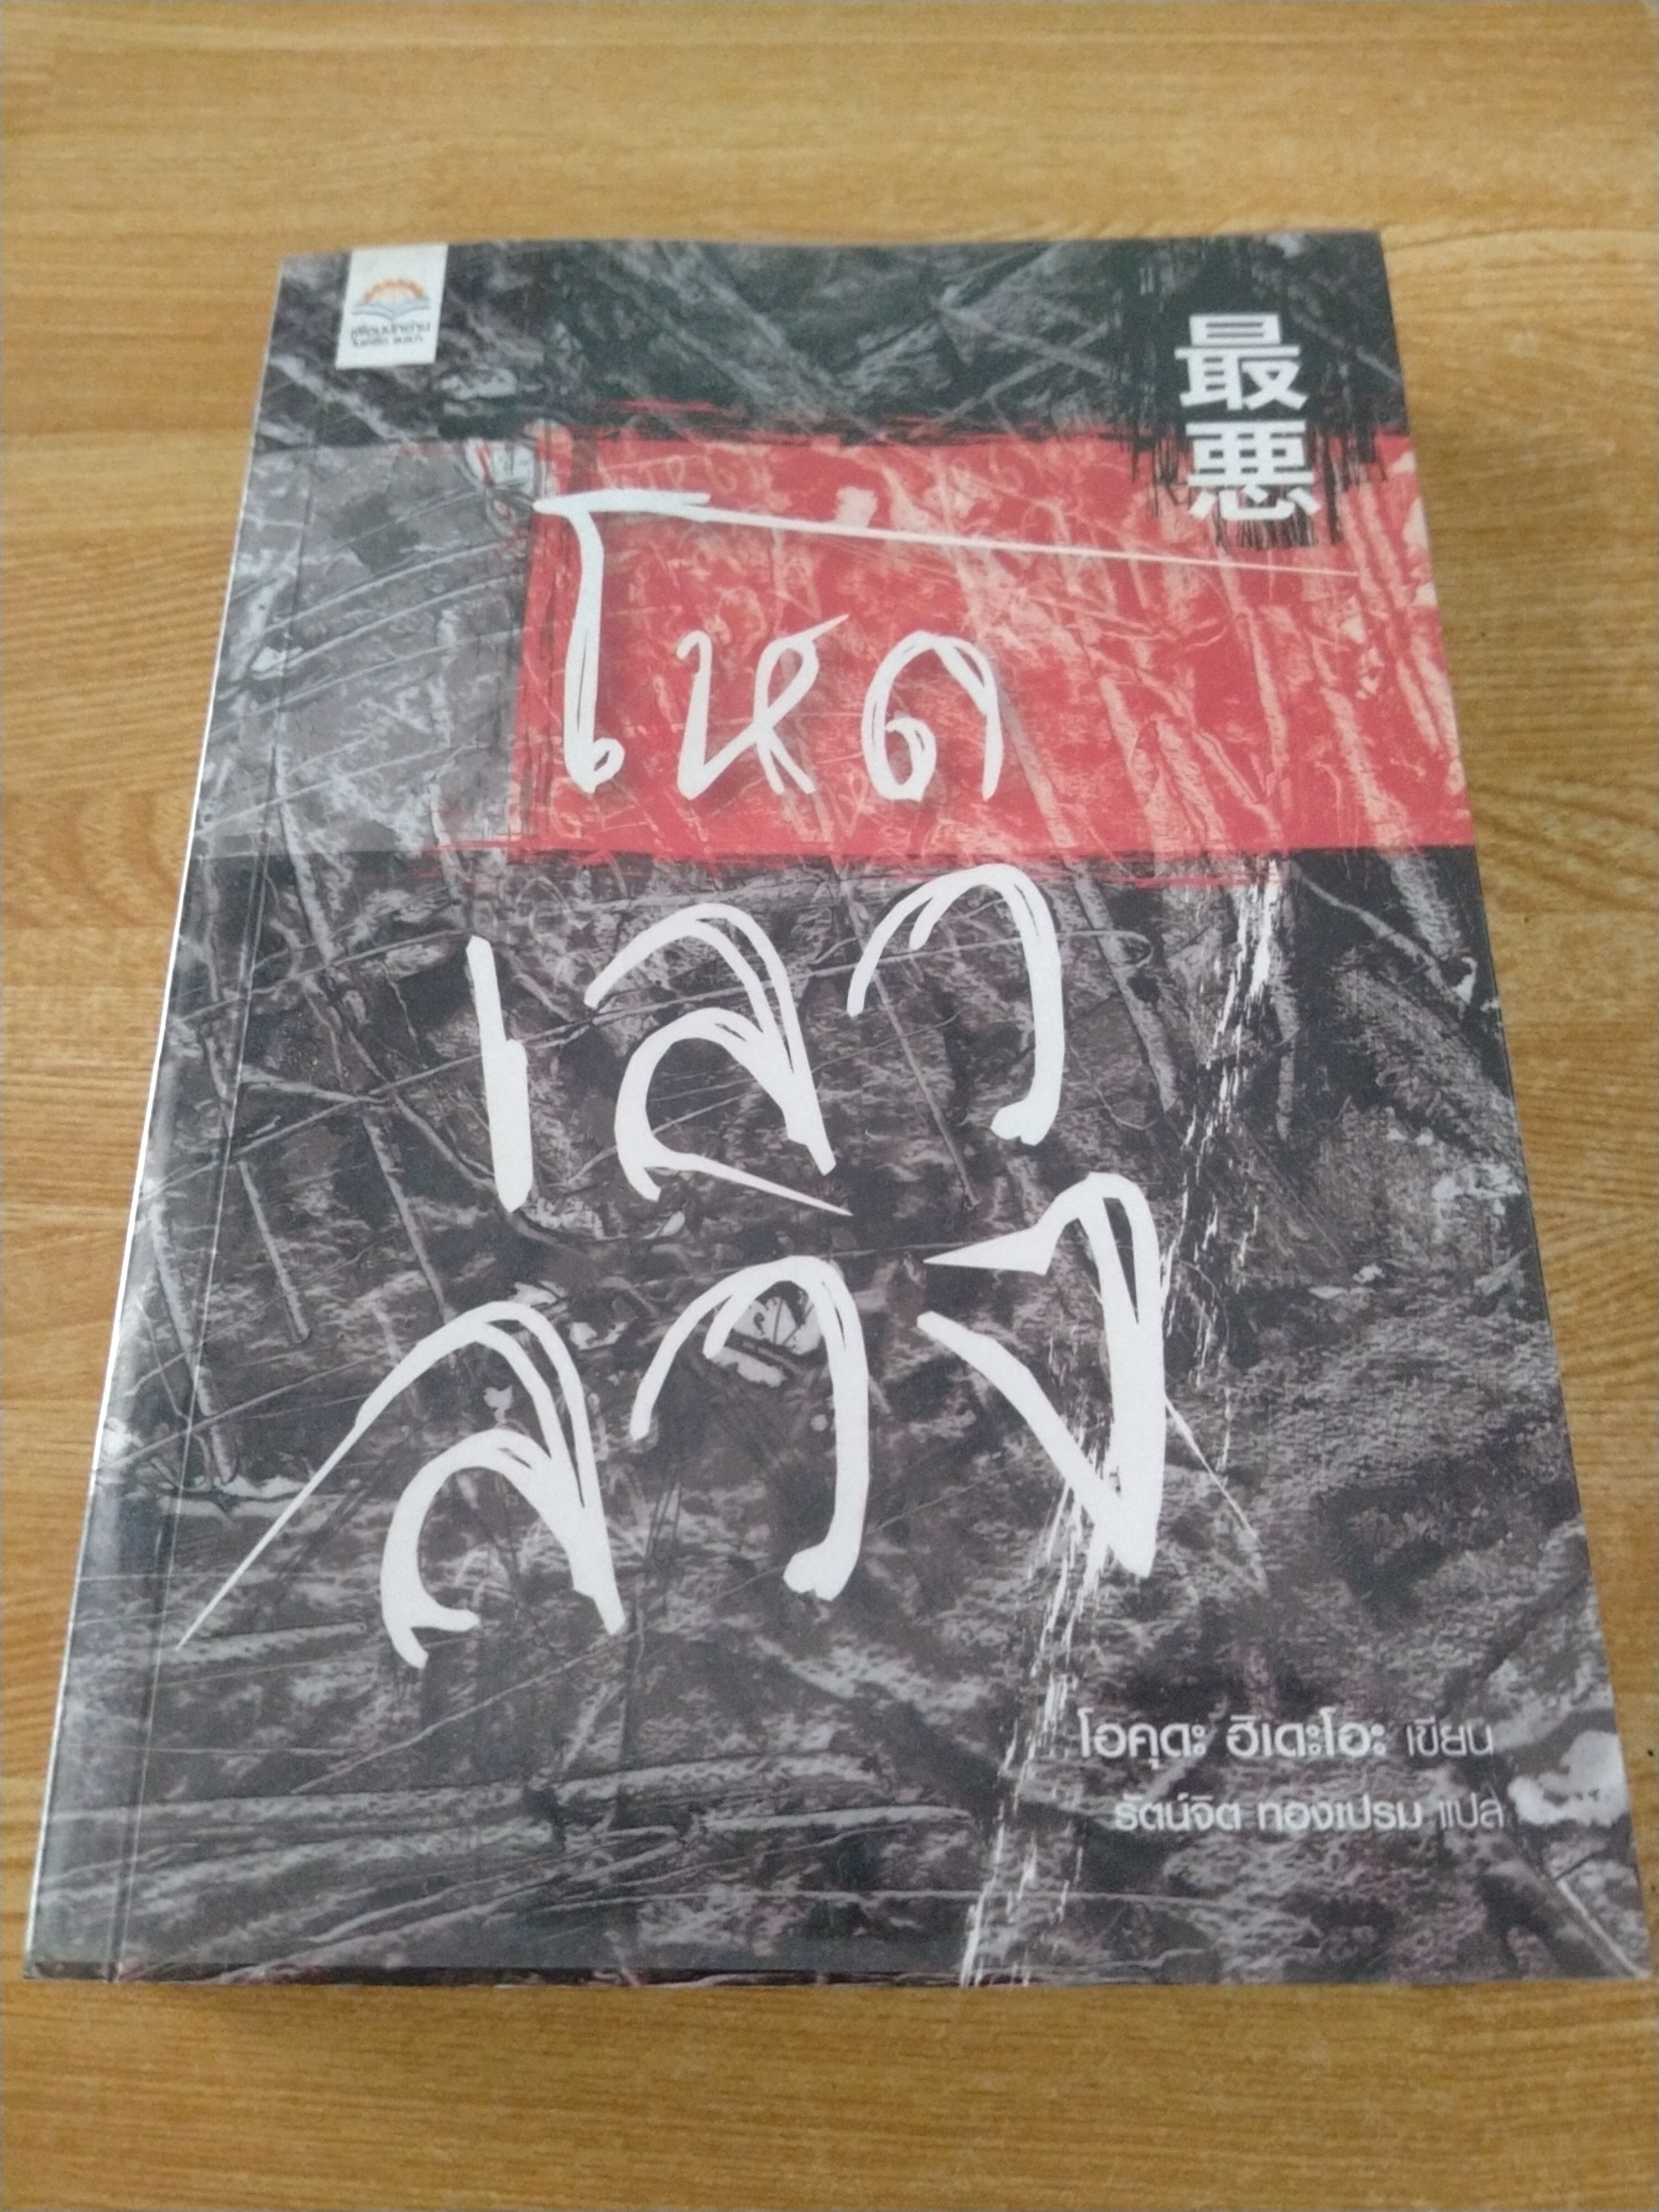 最
悪
โหด
เลว
ลวง
โอคุดะ ฮิเดะโอะ เขียน
รัตน์จิต ทองเปรม แปล